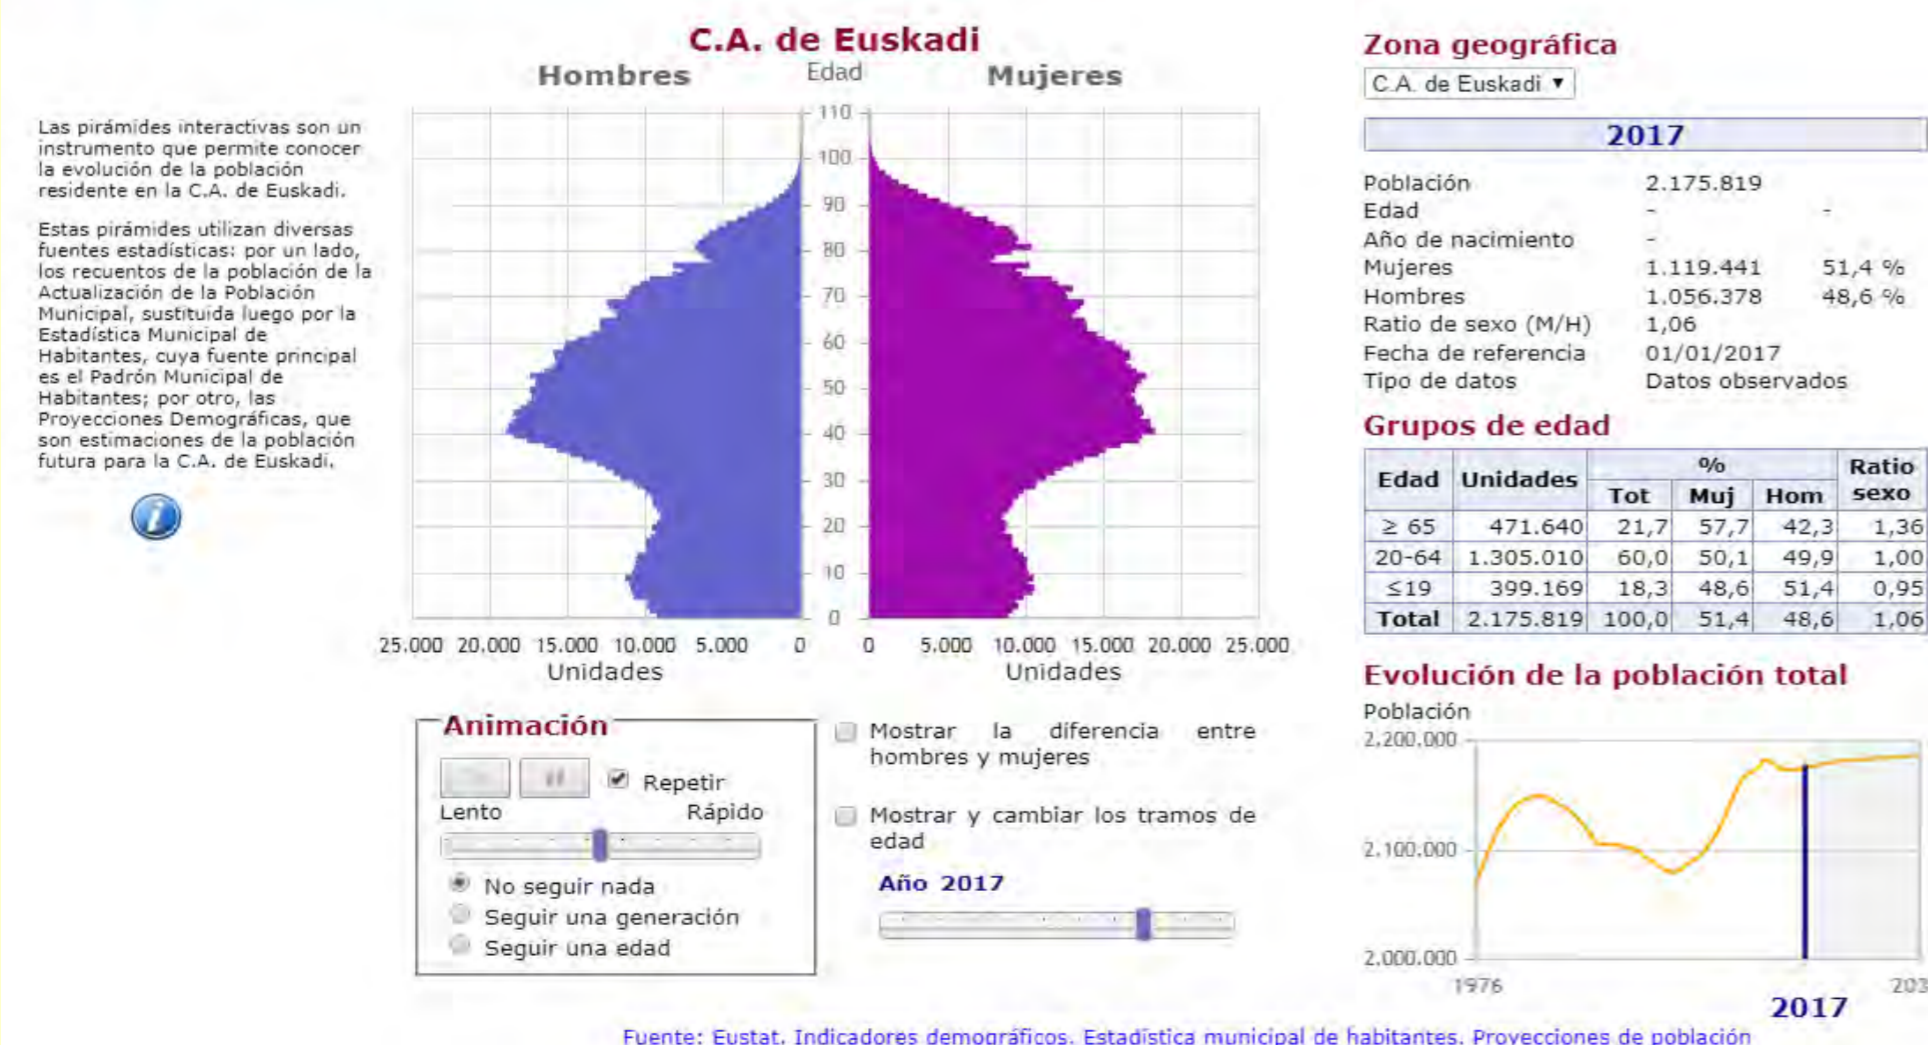 C.A. de Euskadi
Hombres
Edad
Mujeres
Las pirámides interactivas son un
instrumento que permite conocer
la evolución de la población
residente en la C.A. de Euskadi.
Estas pirámides utilizan diversas
fuentes estadísticas: por un lado,
los recuentos de la población de la
Actualización de la Población
Municipal, sustituida luego por la
Estadística Municipal de
Habitantes, cuya fuente principal
es el Padrón Municipal de
Habitantes; por otro, las
Proyecciones Demográficas, que
son estimaciones de la población
futura para la C.A. de Euskadi.
110
100
90
80
70
60
50
40
30
20
10
0
25.000 20.000 15.000 10.000 5.000 0
0 5.000 10.000 15.000 20.000 25.000
Unidades
Unidades
Animación
Repetir
Lento Rápido
No seguir nada
Seguir una generación
Seguir una edad
Mostrar la diferencia entre
hombres y mujeres
Mostrar y cambiar los tramos de
edad
Año 2017
Zona geográfica
C.A. de Euskadi
2017
Población 2.175.819
Edad - -
Año de nacimiento -
Mujeres 1.119.441 51,4 %
Hombres 1.056.378 48,6 %
Ratio de sexo (M/H) 1,06
Fecha de referencia 01/01/2017
Tipo de datos Datos observados
Grupos de edad
Edad Unidades % Ratio sexo
Tot Muj Hom
≥ 65 471.640 21,7 57,7 42,3 1,36
20-64 1.305.010 60,0 50,1 49,9 1,00
≤19 399.169 18,3 48,6 51,4 0,95
Total 2.175.819 100,0 51,4 48,6 1,06
Evolución de la población total
Población
2.200.000
2.100.000
2.000.000
1976
2017
Fuente: Eustat. Indicadores demográficos. Estadística municipal de habitantes. Proyecciones de población